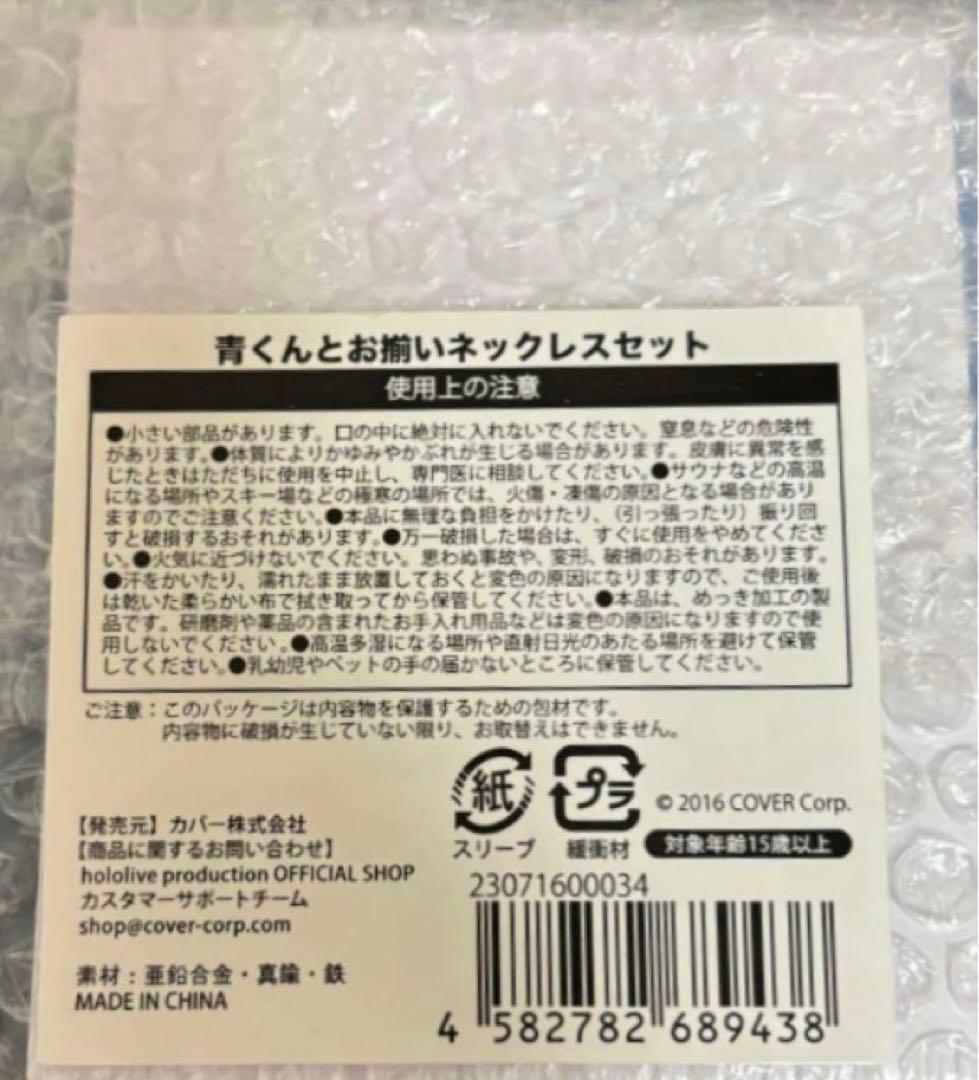 青くんとお揃いネックレスセット
使用上の注意
●小さい部品があります。口の中に絶対に入れないでください。窒息などの危険性
があります。●体質によりかゆみやかぶれが生じる場合があります。皮膚に異常を感
じたときはただちに使用を中止し、専門医に相談してください。●サウナなどの高温
になる場所やスキー場などの極寒の場所では、火傷・凍傷の原因となる場合があり
ますのでご注意ください。●本品に無理な負担をかけたり、（引っ張ったり）振り回
すと破損するおそれがあります。●万一破損した場合は、すぐに使用をやめてくださ
い。●火気に近づけないでください。思わぬ事故や、変形、破損のおそれがあります。
●汗をかいたり、濡れたまま放置しておくと変色の原因になりますので、ご使用後
は乾いた柔らかい布で拭き取ってから保管してください。●本品は、めっき加工の製
品です。研磨剤や薬品の含まれたお手入れ用品などは変色の原因になりますので使
用しないでください。●高温多湿になる場所や直射日光のあたる場所を避けて保管
してください。●乳幼児やペットの手の届かないところに保管してください。
ご注意：このパッケージは内容物を保護するための包材です。
内容物に破損が生じていない限り、お取替えはできません。
紙
プラ
© 2016 COVER Corp.
スリーブ 緩衝材 対象年齢15歳以上
【発売元】カバー株式会社
【商品に関するお問い合わせ】
hololive production OFFICIAL SHOP
カスタマーサポートチーム
shop@cover-corp.com
素材：亜鉛合金・真鍮・鉄
MADE IN CHINA
23071600034
4 582782 689438